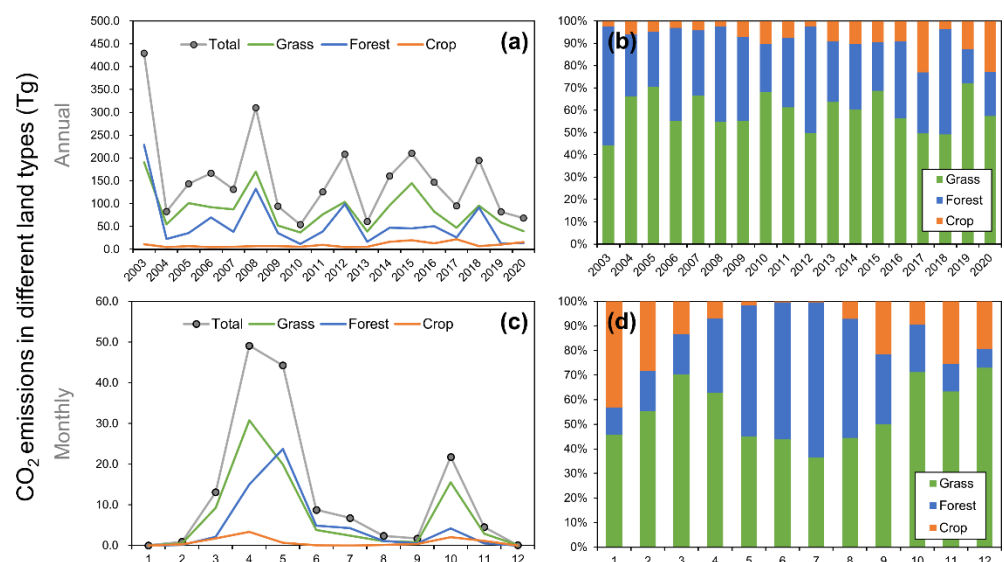 CO₂ emissions in different land types (Tg)
Annual
Monthly
(a)
Total Grass Forest Crop
500.0
450.0
400.0
350.0
300.0
250.0
200.0
150.0
100.0
50.0
0.0
2003 2004 2005 2006 2007 2008 2009 2010 2011 2012 2013 2014 2015 2016 2017 2018 2019 2020
(b)
100%
90%
80%
70%
60%
50%
40%
30%
20%
10%
0%
Grass
Forest
Crop
2003 2004 2005 2006 2007 2008 2009 2010 2011 2012 2013 2014 2015 2016 2017 2018 2019 2020
(c)
Total Grass Forest Crop
60.0
50.0
40.0
30.0
20.0
10.0
0.0
1 2 3 4 5 6 7 8 9 10 11 12
(d)
100%
90%
80%
70%
60%
50%
40%
30%
20%
10%
0%
Grass
Forest
Crop
1 2 3 4 5 6 7 8 9 10 11 12